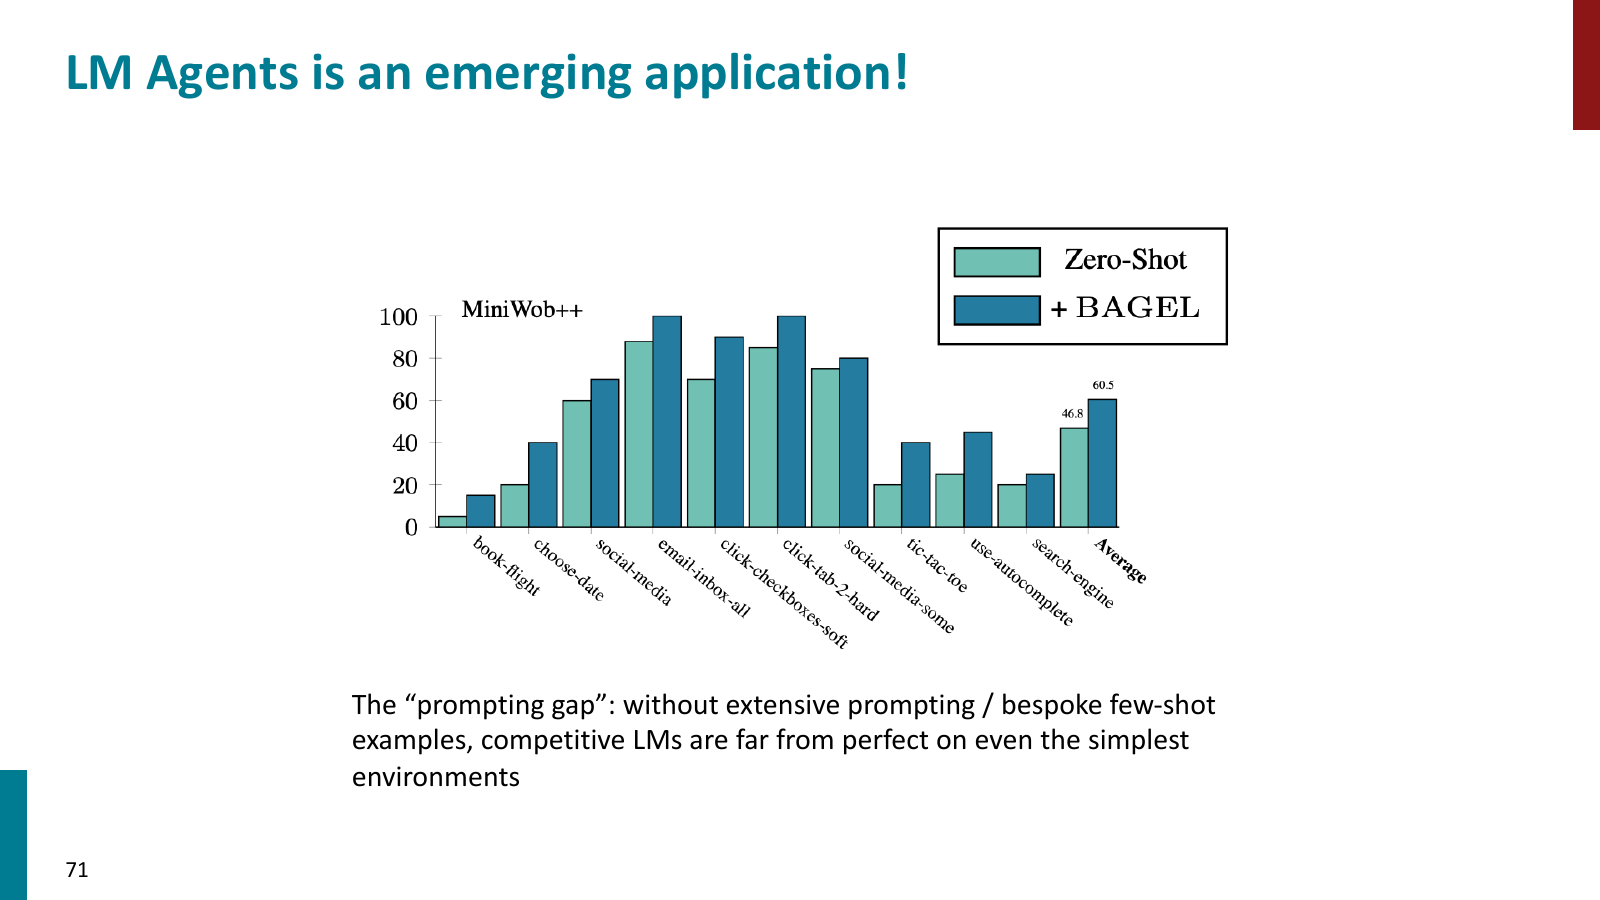 LM Agents is an emerging application!
Zero-Shot
+ BAGEL
MiniWob++
100
80
60
40
20
0
46.8
60.5
book-flight
choose-date
social-media
email-inbox-all
click-checkboxes-soft
click-tab-2-hard
social-media-some
tic-tac-toe
use-autocomplete
search-engine
Average
The “prompting gap”: without extensive prompting / bespoke few-shot
examples, competitive LMs are far from perfect on even the simplest
environments
71